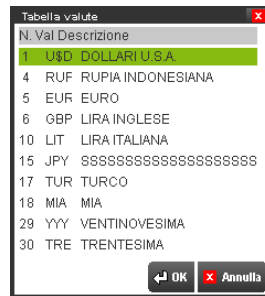 Tabella valute
N. Val Descrizione
1 U$D DOLLARI U.S.A.
4 RUF RUPIA INDONESIANA
5 EUR EURO
6 GBP LIRA INGLESE
10 LIT LIRA ITALIANA
15 JPY SSSSSSSSSSSSSSSSSSSS
17 TUR TURCO
18 MIA MIA
29 YYY VENTINOVESIMA
30 TRE TRENTESIMA
OK X Annulla